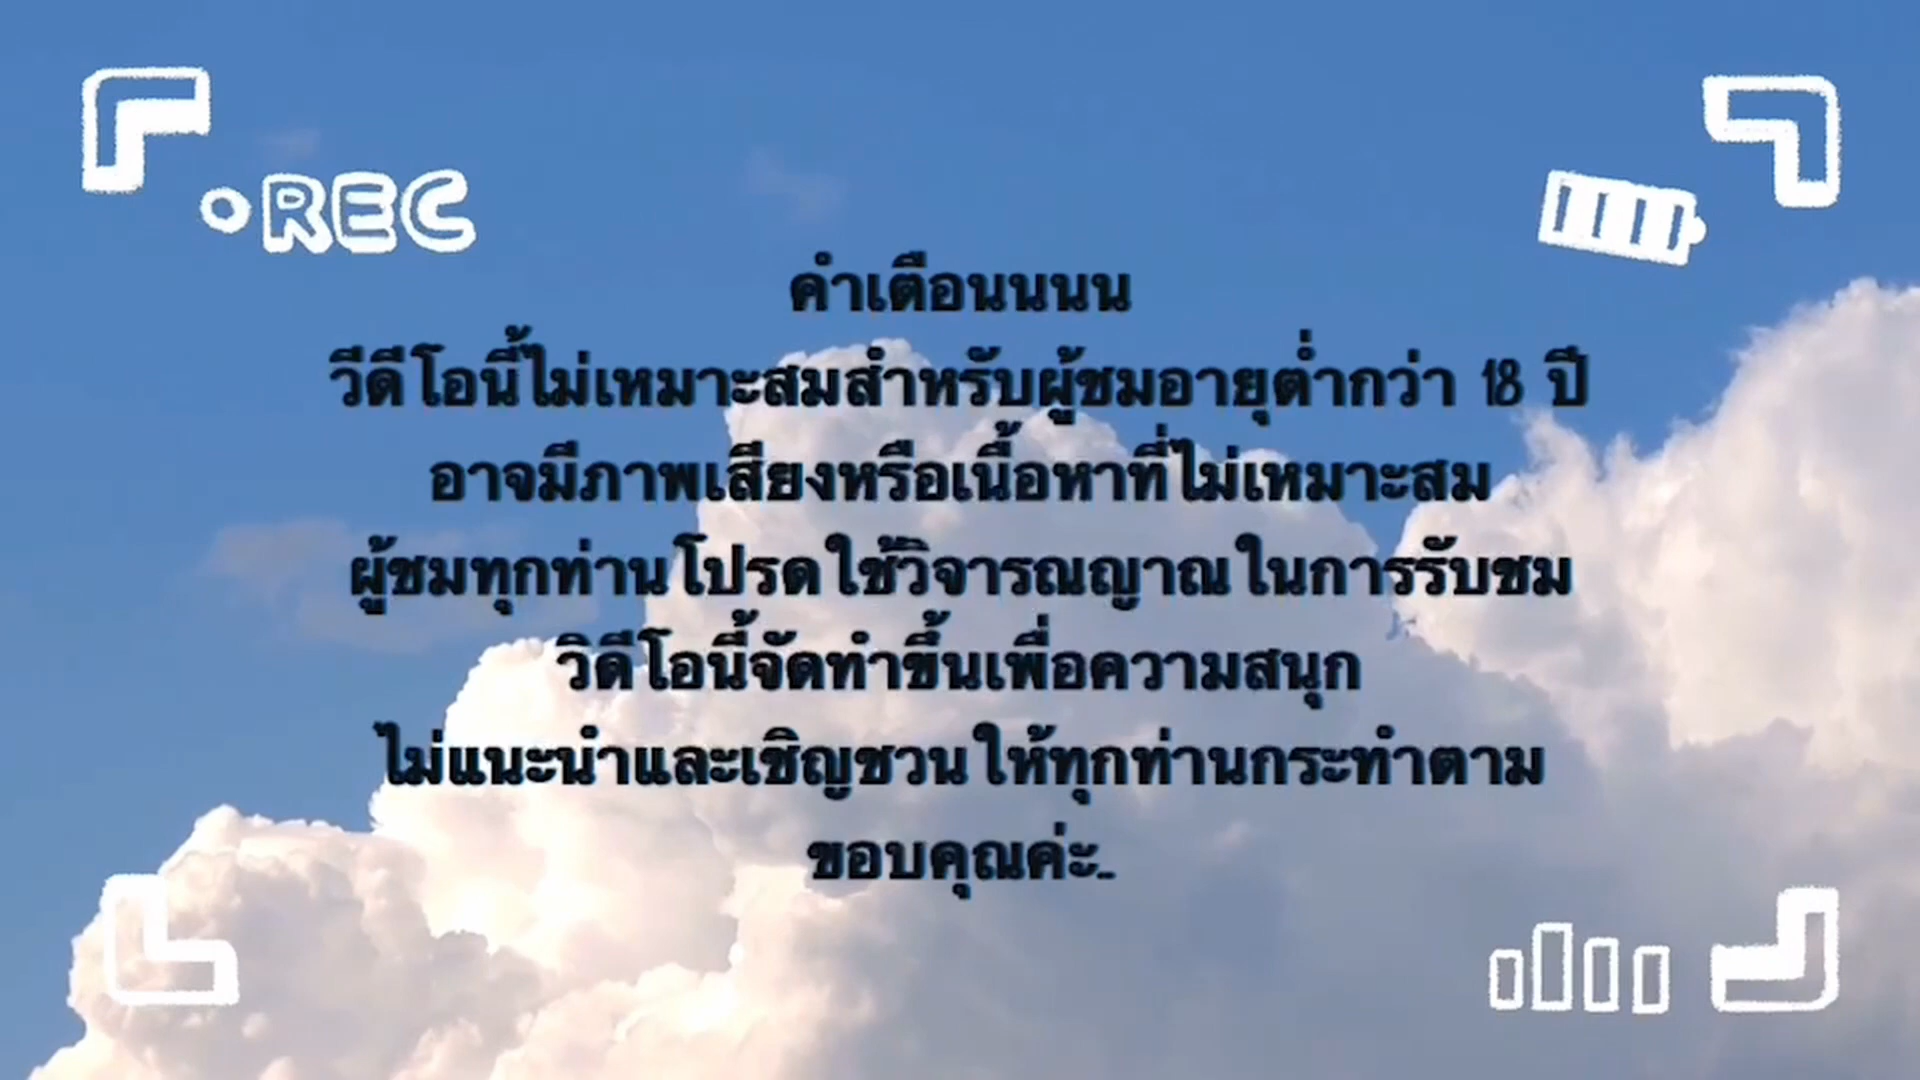 REC
คำเตือนนนน
วีดีโอนี้ไม่เหมาะสมสำหรับผู้ชมอายุต่ำกว่า 18 ปี
อาจมีภาพเสียงหรือเนื้อหาที่ไม่เหมาะสม
ผู้ชมทุกท่านโปรดใช้วิจารณญาณในการรับชม
วิดีโอนี้จัดทำขึ้นเพื่อความสนุก
ไม่แนะนำและเชิญชวนให้ทุกท่านกระทำตาม
ขอบคุณค่ะ..